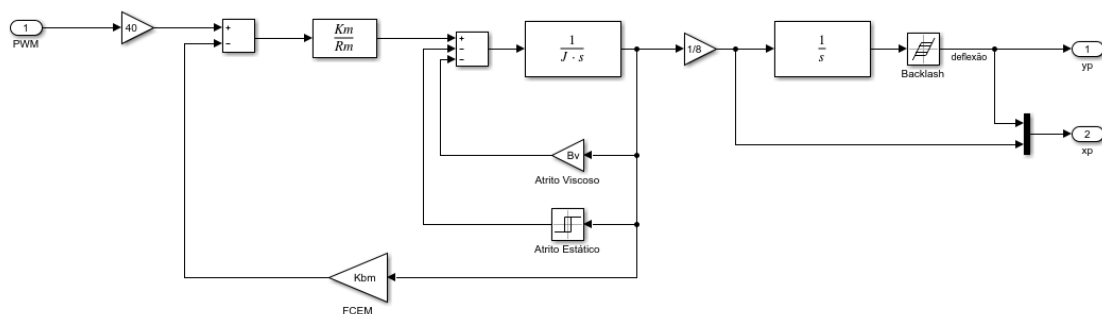 1
PWM
40
+
−
Km
Rm
+
−
−
1
J · s
1/8
1
s
Backlash
deflexão
1
yp
2
xp
Bv
Atrito Viscoso
Atrito Estático
Kbm
FCEM